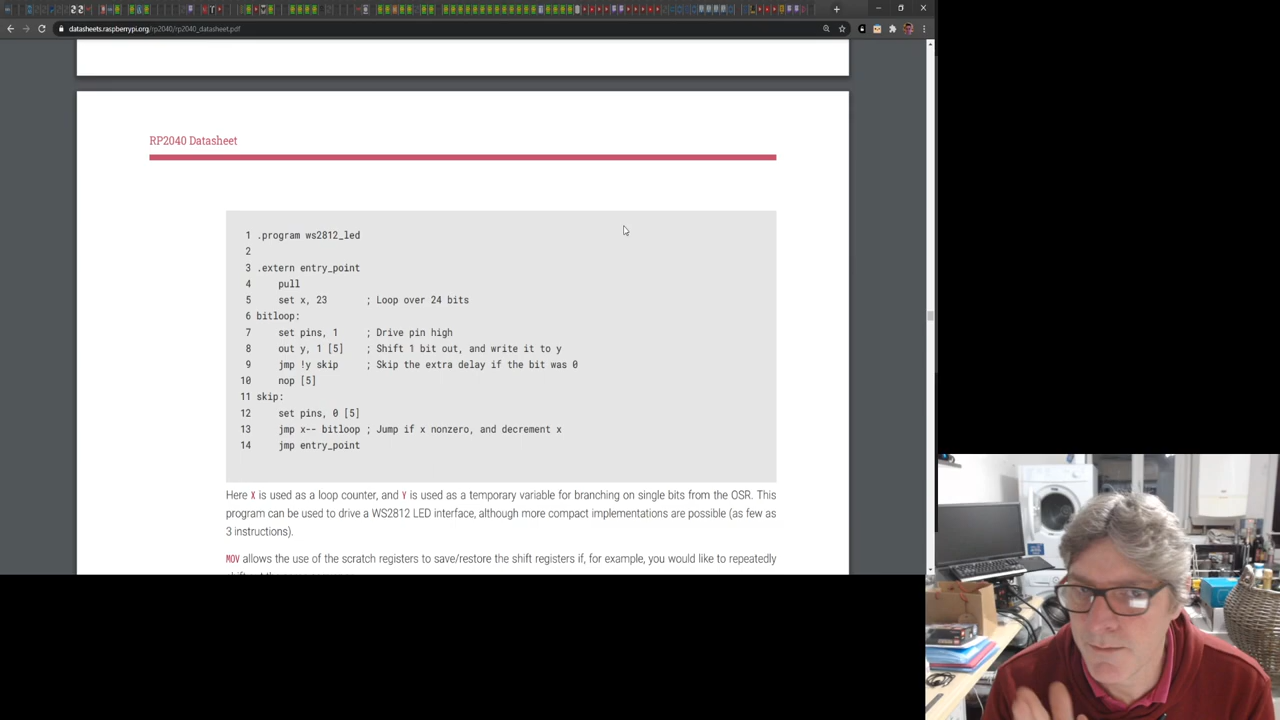 datasheets.raspberrypi.org/rp2040/rp2040_datasheet.pdf
RP2040 Datasheet
1 .program ws2812_led
2
3 .extern entry_point
4 pull
5 set x, 23 ; Loop over 24 bits
6 bitloop:
7 set pins, 1 ; Drive pin high
8 out y, 1 [5] ; Shift 1 bit out, and write it to y
9 jmp !y skip ; Skip the extra delay if the bit was 0
10 nop [5]
11 skip:
12 set pins, 0 [5]
13 jmp x-- bitloop ; Jump if x nonzero, and decrement x
14 jmp entry_point
Here X is used as a loop counter, and Y is used as a temporary variable for branching on single bits from the OSR. This
program can be used to drive a WS2812 LED interface, although more compact implementations are possible (as few as
3 instructions).
MOV allows the use of the scratch registers to save/restore the shift registers if, for example, you would like to repeatedly